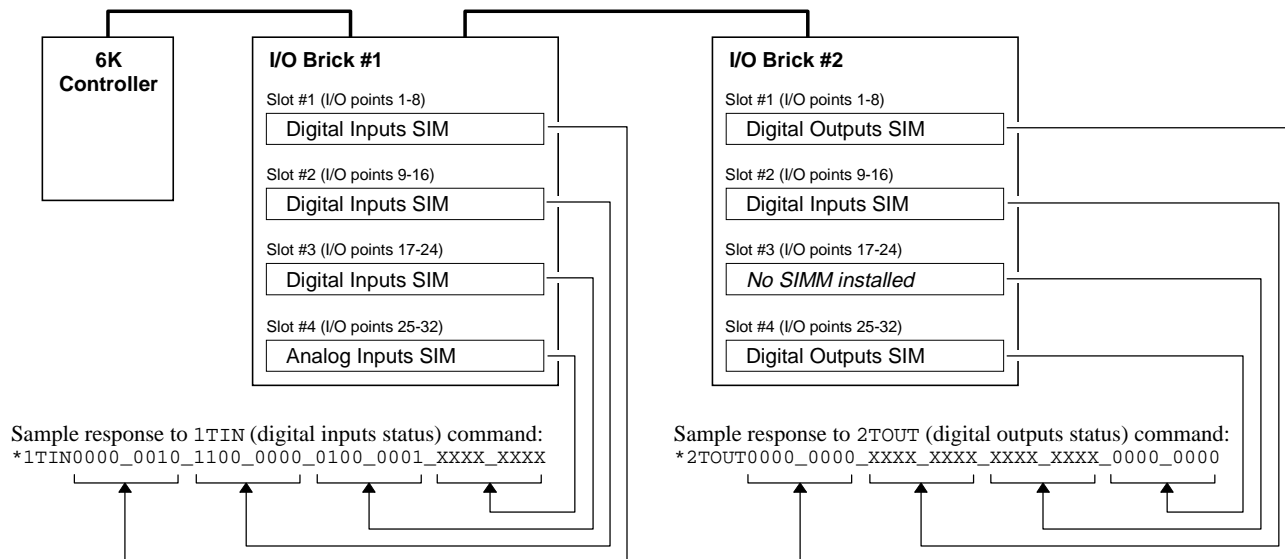 6K
Controller
I/O Brick #1
Slot #1 (I/O points 1-8)
Digital Inputs SIM
Slot #2 (I/O points 9-16)
Digital Inputs SIM
Slot #3 (I/O points 17-24)
Digital Inputs SIM
Slot #4 (I/O points 25-32)
Analog Inputs SIM
I/O Brick #2
Slot #1 (I/O points 1-8)
Digital Outputs SIM
Slot #2 (I/O points 9-16)
Digital Inputs SIM
Slot #3 (I/O points 17-24)
No SIMM installed
Slot #4 (I/O points 25-32)
Digital Outputs SIM
Sample response to 1TIN (digital inputs status) command:
*1TIN0000_0010_1100_0000_0100_0001_XXXX_XXXX
Sample response to 2TOUT (digital outputs status) command:
*2TOUT0000_0000_XXXX_XXXX_XXXX_XXXX_0000_0000